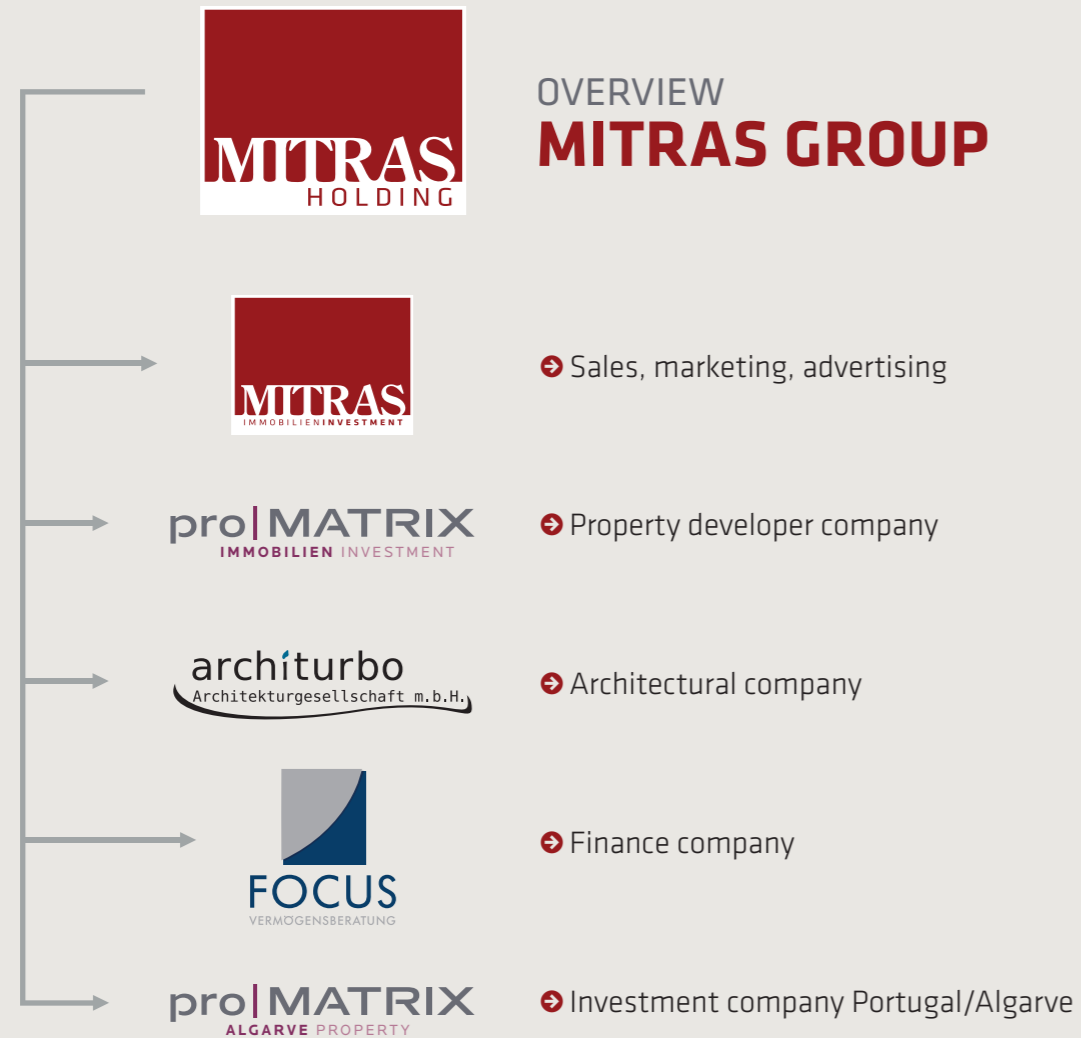 MITRAS
HOLDING
OVERVIEW
MITRAS GROUP
MITRAS
IMMOBILIENINVESTMENT
Sales, marketing, advertising
pro|MATRIX
IMMOBILIEN INVESTMENT
Property developer company
architurbo
Architekturgesellschaft m.b.H.
Architectural company
FOCUS
VERMÖGENSBERATUNG
Finance company
pro|MATRIX
ALGARVE PROPERTY
Investment company Portugal/Algarve